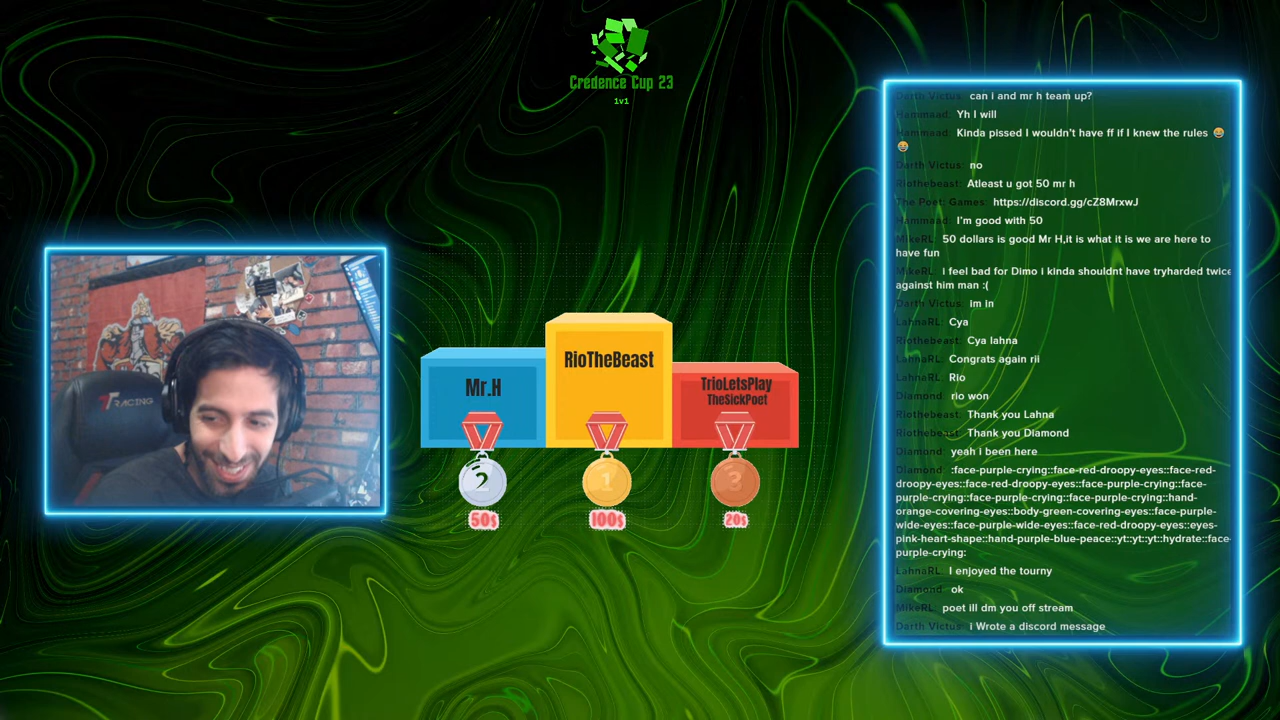 Credence Cup 23
1v1
Darth Victus: can i and mr h team up?
Hammaad: Yh I will
Hammaad: Kinda pissed I wouldn't have ff if I knew the rules 😅
😅
Darth Victus: no
Riothebeast: Atleast u got 50 mr h
The Poet: Games: https://discord.gg/cZ8MrxwJ
Hammaad: I'm good with 50
MikeRL: 50 dollars is good Mr H,it is what it is we are here to
have fun
MikeRL: i feel bad for Dimo i kinda shouldnt have tryharded twice
against him man :(
Darth Victus: im in
LahnaRL: Cya
Riothebeast: Cya lahna
LahnaRL: Congrats again rii
LahnaRL: Rio
Diamond: rio won
Riothebeast: Thank you Lahna
Riothebeast: Thank you Diamond
Diamond: yeah i been here
Diamond: :face-purple-crying::face-red-droopy-eyes::face-red-
droopy-eyes::face-red-droopy-eyes::face-purple-crying::face-
purple-crying::face-purple-crying::face-purple-crying::hand-
orange-covering-eyes::body-green-covering-eyes::face-purple-
wide-eyes::face-purple-wide-eyes::face-red-droopy-eyes::eyes-
pink-heart-shape::hand-purple-blue-peace::yt::yt::yt::hydrate::face-
purple-crying:
LahnaRL: I enjoyed the tourny
Diamond: ok
MikeRL: poet ill dm you off stream
Darth Victus: i Wrote a discord message
RACING
Mr.H
RioTheBeast
TrioLetsPlay
TheSickPoet
2
1
3
50$
100$
20$